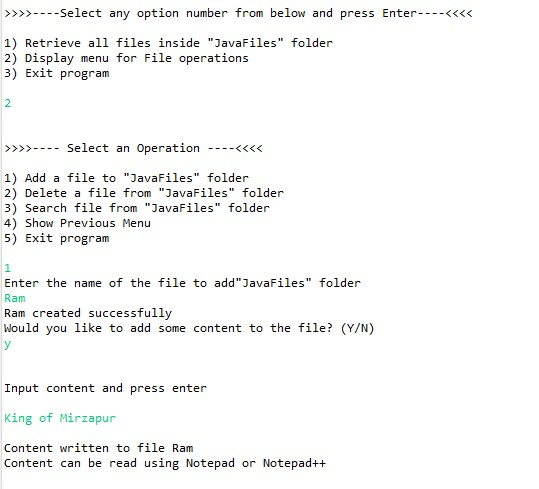 >>>>----Select any option number from below and press Enter----<<<<
1) Retrieve all files inside "JavaFiles" folder
2) Display menu for File operations
3) Exit program
2
>>>>---- Select an Operation ----<<<<
1) Add a file to "JavaFiles" folder
2) Delete a file from "JavaFiles" folder
3) Search file from "JavaFiles" folder
4) Show Previous Menu
5) Exit program
1
Enter the name of the file to add"JavaFiles" folder
Ram
Ram created successfully
Would you like to add some content to the file? (Y/N)
y
Input content and press enter
King of Mirzapur
Content written to file Ram
Content can be read using Notepad or Notepad++